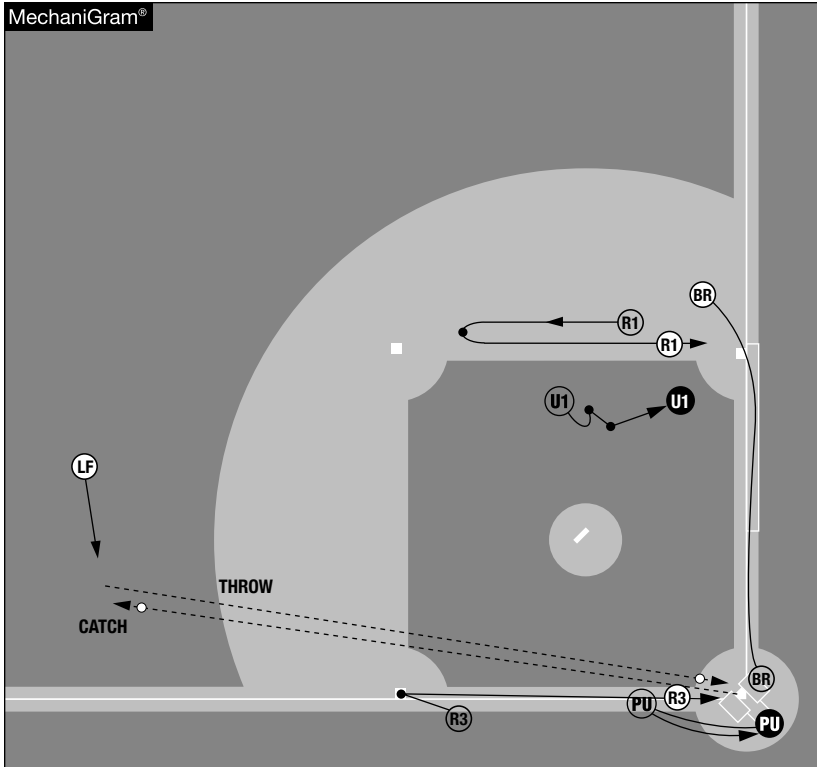 MechaniGram®
BR
R1
R1
U1
U1
LF
THROW
CATCH
BR
R3
PU
R3
PU